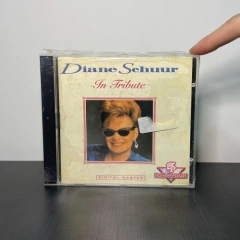 Diane Schuur
In Tribute
DIGITAL MASTER